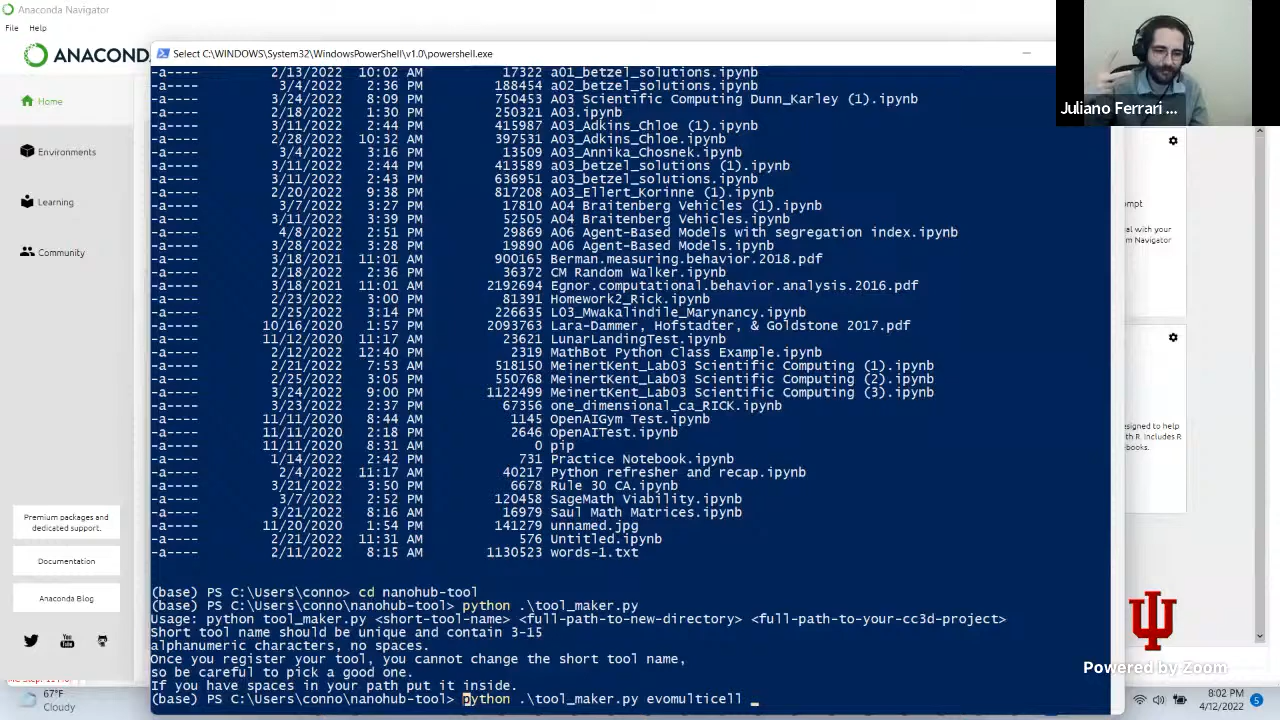 Anaconda Navigator
File Help
ANACOND
Home
Environments
Learning
Community
Premium packages and
dedicated support.
Documentation
Anaconda Blog
67°F
Cloudy
Select C:\WINDOWS\System32\WindowsPowerShell\v1.0\powershell.exe
-a---- 2/13/2022 10:02 AM 17322 a01_betzel_solutions.ipynb
-a---- 3/4/2022 2:36 PM 188454 a02_betzel_solutions.ipynb
-a---- 3/24/2022 8:09 PM 750453 A03 Scientific Computing Dunn_Karley (1).ipynb
-a---- 2/18/2022 1:30 PM 250321 A03.ipynb
-a---- 3/11/2022 2:44 PM 415987 A03_Adkins_Chloe (1).ipynb
-a---- 2/28/2022 10:32 AM 397531 A03_Adkins_Chloe.ipynb
-a---- 3/4/2022 3:16 PM 13509 A03_Annika_Chosnek.ipynb
-a---- 3/11/2022 2:44 PM 413589 a03_betzel_solutions (1).ipynb
-a---- 3/11/2022 2:43 PM 636951 a03_betzel_solutions.ipynb
-a---- 2/20/2022 9:38 PM 817208 A03_Ellert_Korinne (1).ipynb
-a---- 3/7/2022 3:27 PM 17810 A04 Braitenberg Vehicles (1).ipynb
-a---- 3/11/2022 3:39 PM 52505 A04 Braitenberg Vehicles.ipynb
-a---- 4/8/2022 2:51 PM 29869 A06 Agent-Based Models with segregation index.ipynb
-a---- 3/28/2022 3:28 PM 19890 A06 Agent-Based Models.ipynb
-a---- 3/18/2021 11:01 AM 900165 Berman.measuring.behavior.2018.pdf
-a---- 2/18/2022 2:36 PM 36372 CM Random Walker.ipynb
-a---- 3/18/2021 11:01 AM 2192694 Egnor.computational.behavior.analysis.2016.pdf
-a---- 2/23/2022 3:00 PM 81391 Homework2_Rick.ipynb
-a---- 2/25/2022 3:14 PM 226635 L03_Mwakalindile_Marynancy.ipynb
-a---- 10/16/2020 1:57 PM 2093763 Lara-Dammer, Hofstadter, & Goldstone 2017.pdf
-a---- 11/12/2020 11:17 AM 23621 LunarLandingTest.ipynb
-a---- 2/12/2022 12:40 PM 2319 MathBot Python Class Example.ipynb
-a---- 2/21/2022 7:53 AM 518150 MeinertKent_Lab03 Scientific Computing (1).ipynb
-a---- 2/25/2022 3:05 PM 550768 MeinertKent_Lab03 Scientific Computing (2).ipynb
-a---- 3/24/2022 9:00 PM 1122499 MeinertKent_Lab03 Scientific Computing (3).ipynb
-a---- 3/23/2022 2:37 PM 67356 one_dimensional_ca_RICK.ipynb
-a---- 11/11/2020 8:44 AM 1145 OpenAIGym Test.ipynb
-a---- 11/11/2020 2:18 PM 2646 OpenAITest.ipynb
-a---- 11/12/2020 8:31 AM 0 pip
-a---- 1/14/2022 2:42 PM 731 Practice Notebook.ipynb
-a---- 2/4/2022 11:17 AM 40217 Python refresher and recap.ipynb
-a---- 3/21/2022 3:50 PM 6678 Rule 30 CA.ipynb
-a---- 3/7/2022 2:52 PM 120458 SageMath Viability.ipynb
-a---- 3/21/2022 8:16 AM 16979 Saul Math Matrices.ipynb
-a---- 11/20/2020 1:54 PM 141279 unnamed.jpg
-a---- 2/21/2022 11:31 AM 576 Untitled.ipynb
-a---- 2/11/2022 8:15 AM 1130523 words-1.txt
(base) PS C:\Users\conno> cd nanohub-tool
(base) PS C:\Users\conno\nanohub-tool> python .\tool_maker.py
Usage: python tool_maker.py <short-tool-name> <full-path-to-new-directory> <full-path-to-your-cc3d-project>
Short tool name should be unique and contain 3-15
alphanumeric characters, no spaces.
Once you register your tool, you cannot change the short tool name,
so be careful to pick a good one.
If you have spaces in your path put it inside.
(base) PS C:\Users\conno\nanohub-tool> python .\tool_maker.py evomulticell _
Juliano Ferrari ...
mpt
al with your
m Navigator
esigned to help
th R. Includes R
books.
Powered by Zoom
8:02 PM
4/12/2022
5